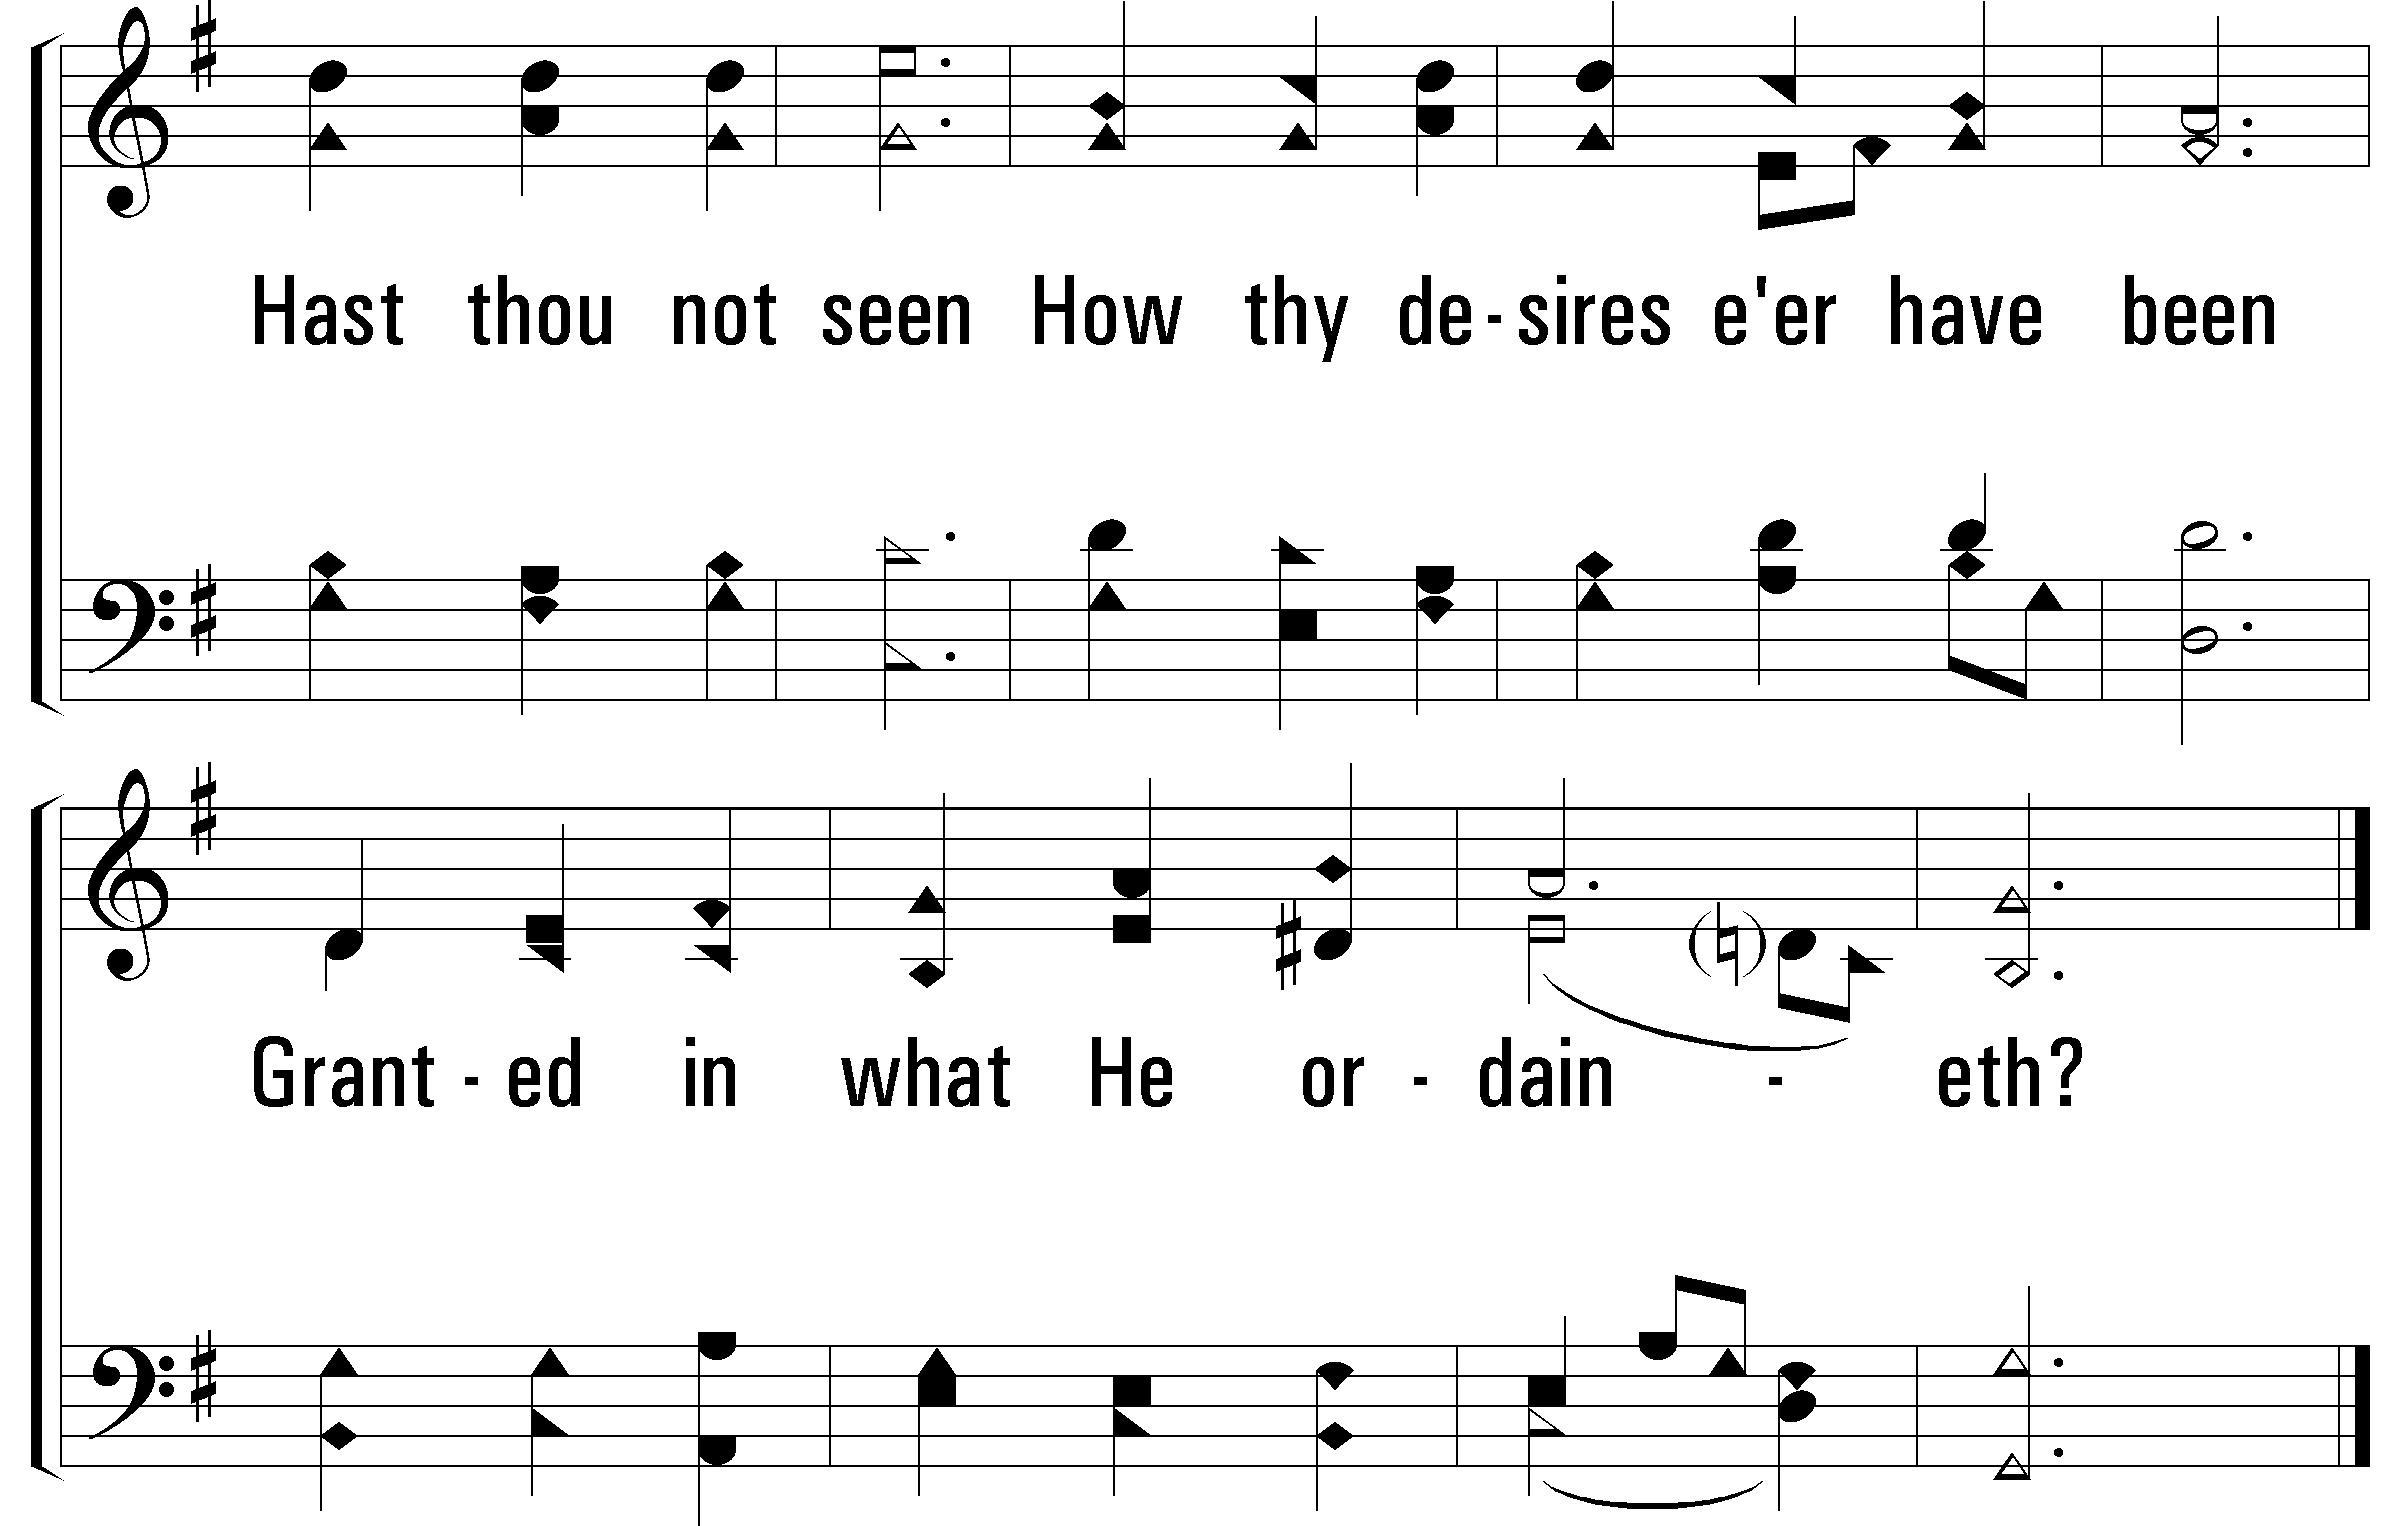 Hast thou not seen How thy de - sires e'er have been
Grant - ed in what He or - dain - eth?